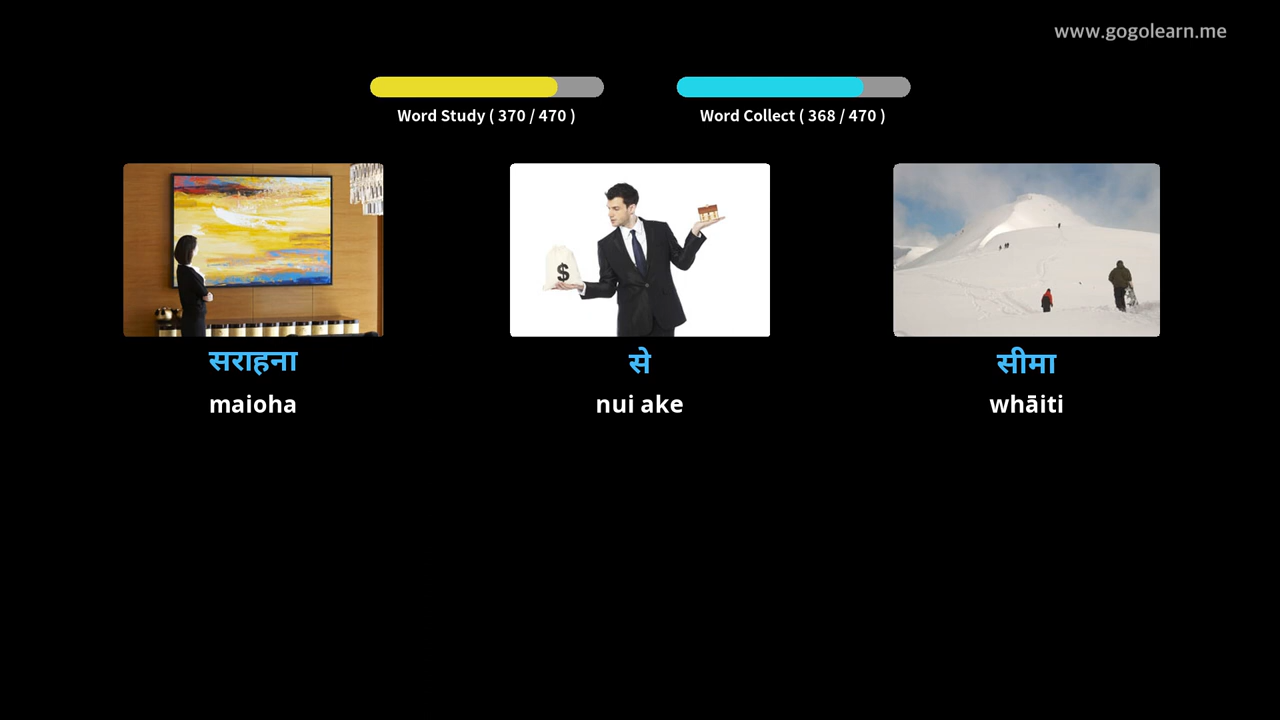 www.gogolearn.me
Word Study ( 370 / 470 )
Word Collect ( 368 / 470 )
सराहना
से
सीमा
maioha
nui ake
whāiti
$